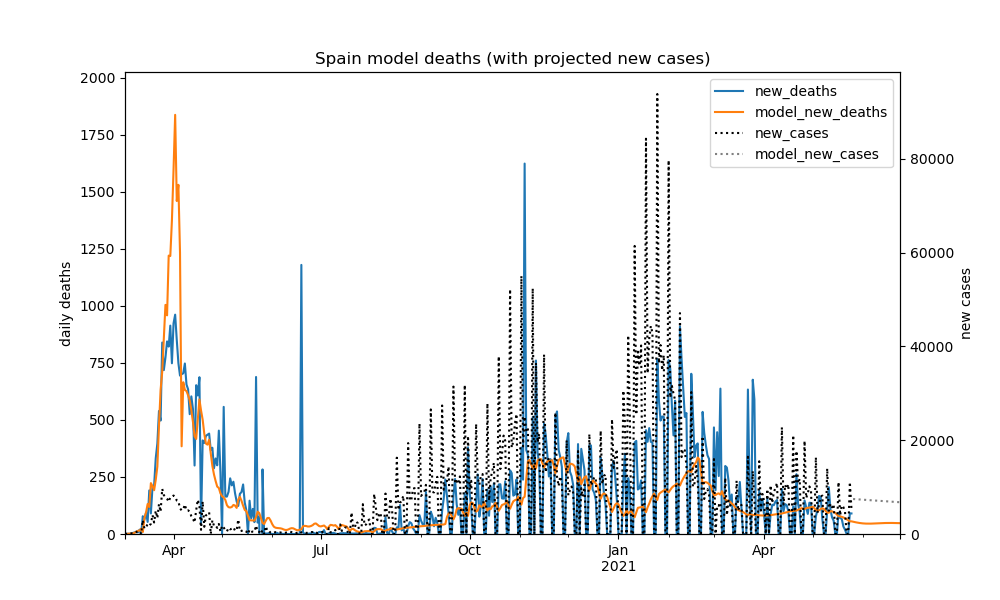 Spain model deaths (with projected new cases)
2000
1750
1500
1250
1000
750
500
250
0
daily deaths
80000
60000
40000
20000
0
new cases
new_deaths
model_new_deaths
new_cases
model_new_cases
Apr
Jul
Oct
Jan
2021
Apr